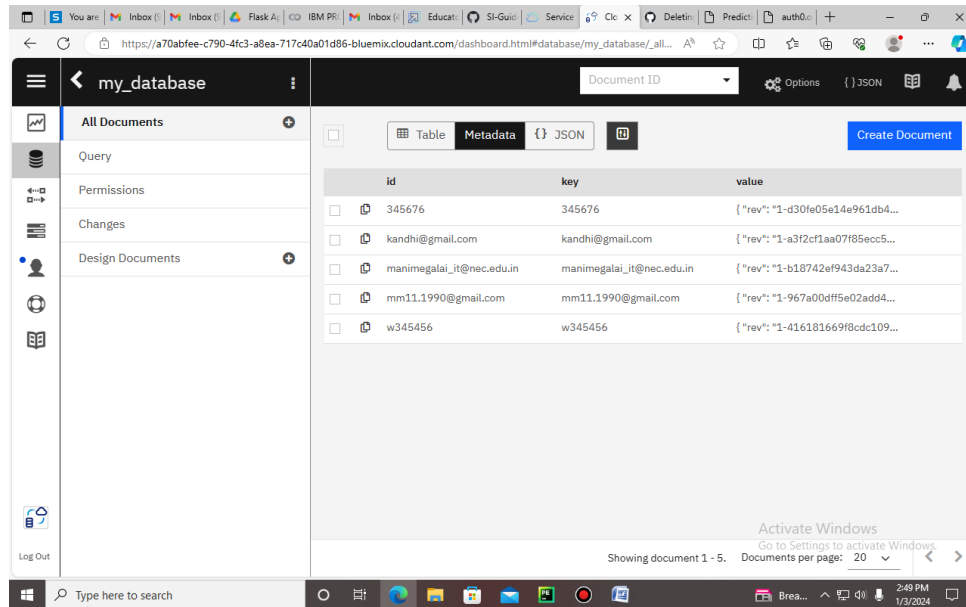 You are
Inbox (
Inbox (
Flask A
IBM PR
Inbox (
Educat
SI-Guid
Service
Clo
Deletin
Predicti
auth0.c
https://a70abfee-c790-4fc3-a8ea-717c40a01d86-bluemix.cloudant.com/dashboard.html#database/my_database/_all...
my_database
Document ID
Options
{ } JSON
All Documents
Query
Permissions
Changes
Design Documents
Table
Metadata
{} JSON
Create Document
id key value
345676 345676 { "rev": "1-d30fe05e14e961db4...
kandhi@gmail.com kandhi@gmail.com { "rev": "1-a3f2cf1aa07f85ecc5...
manimegalai_it@nec.edu.in manimegalai_it@nec.edu.in { "rev": "1-b18742ef943da23a7...
mm11.1990@gmail.com mm11.1990@gmail.com { "rev": "1-967a00dff5e02add4...
w345456 w345456 { "rev": "1-416181669f8cdc109...
Activate Windows
Go to Settings to activate Windows.
Log Out
Showing document 1 - 5. Documents per page: 20
Type here to search
Brea...
2:49 PM
1/3/2024